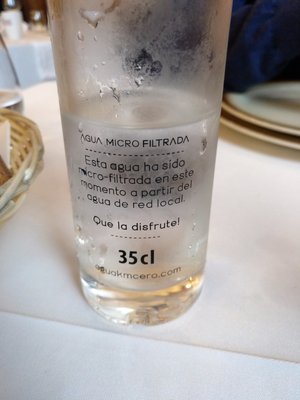 AGUA MICRO FILTRADA
Esta agua ha sido
micro-filtrada en este
momento a partir del
agua de red local.
Que la disfrute!
35cl
aguakmcero.com